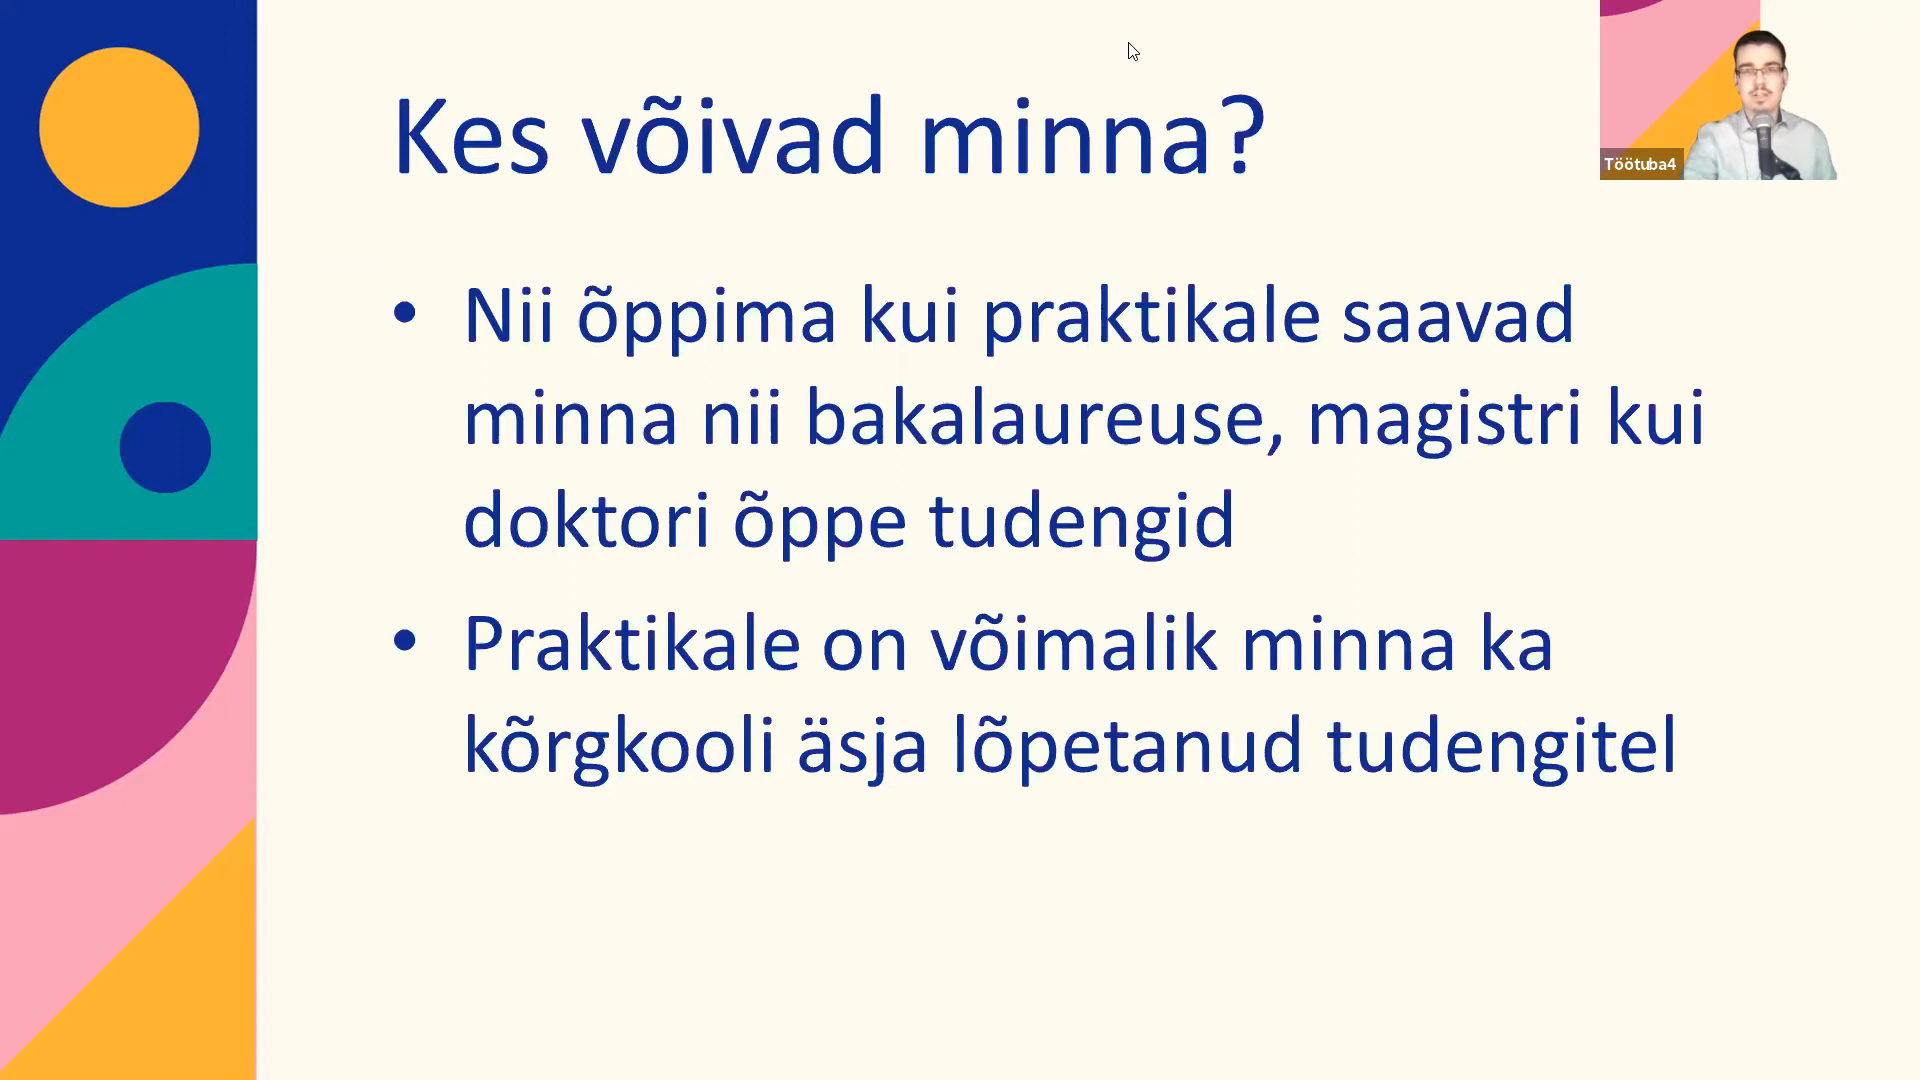 Kes võivad minna?
Töötuba4
• Nii õppima kui praktikale saavad
minna nii bakalaureuse, magistri kui
doktori õppe tudengid
• Praktikale on võimalik minna ka
kõrgkooli äsja lõpetanud tudengitel